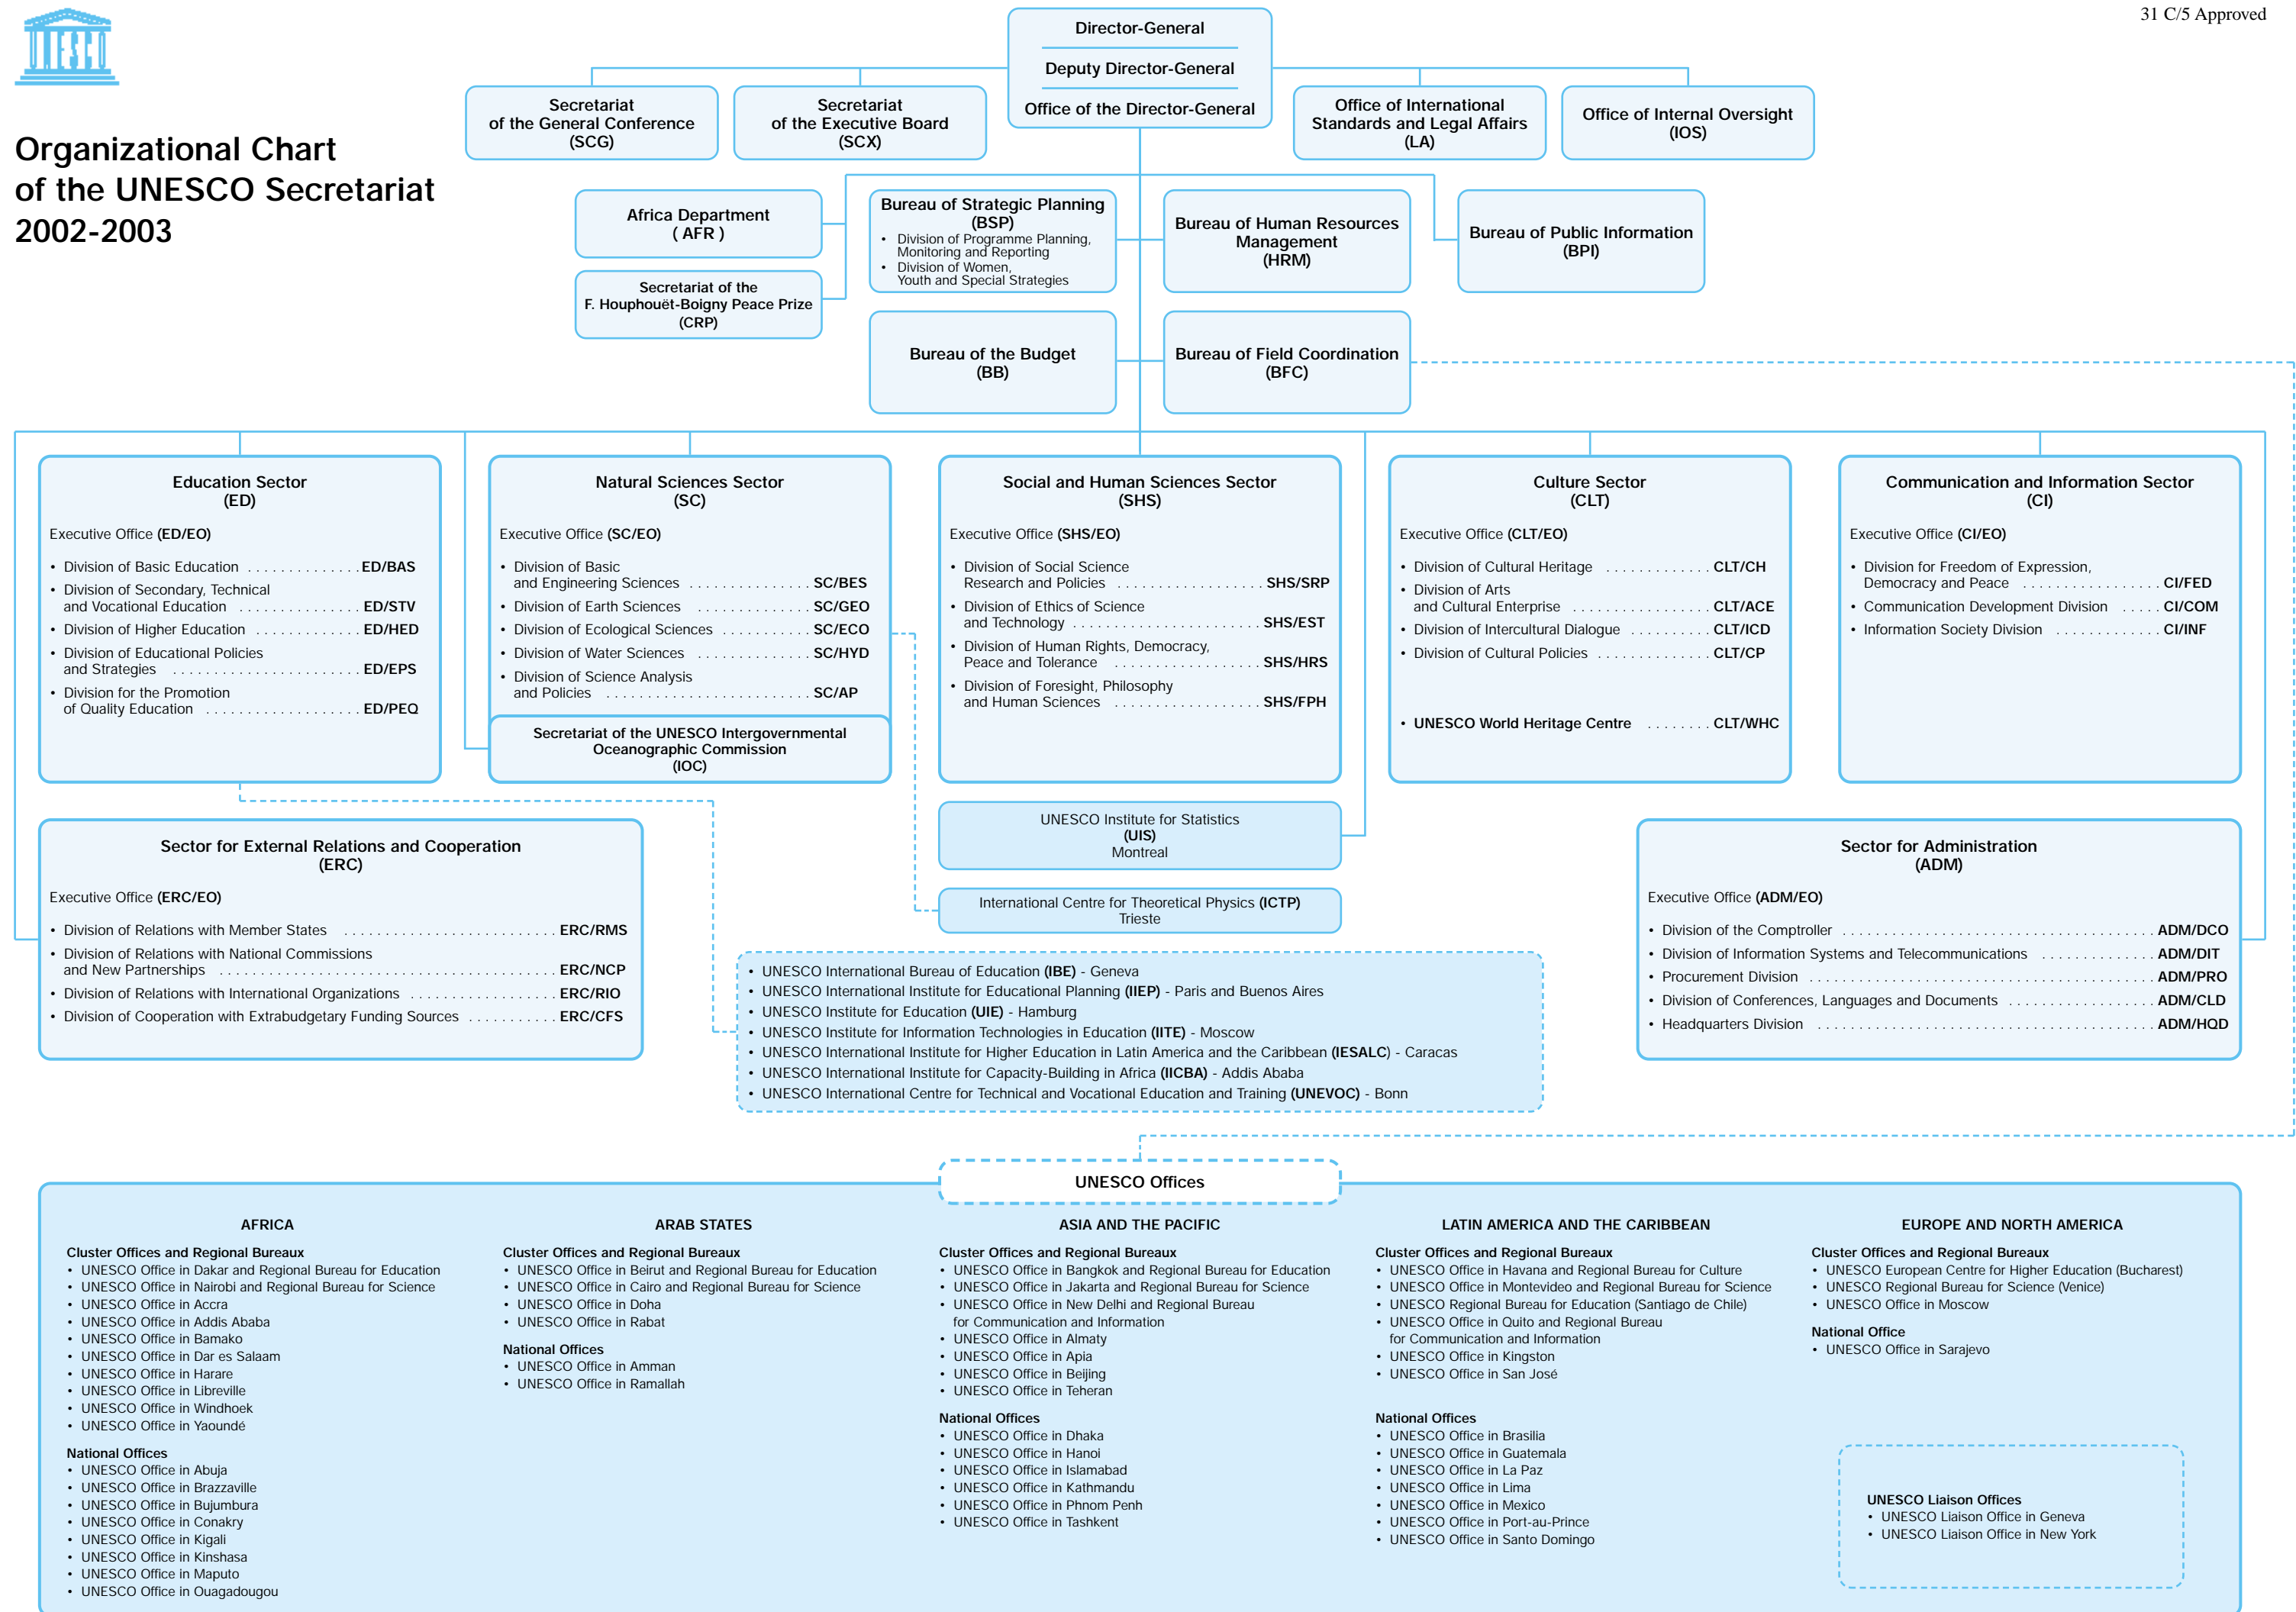 31 C/5 Approved
Organizational Chart
of the UNESCO Secretariat
2002-2003
Director-General
Deputy Director-General
Office of the Director-General
Secretariat
of the General Conference
(SCG)
Secretariat
of the Executive Board
(SCX)
Office of International
Standards and Legal Affairs
(LA)
Office of Internal Oversight
(IOS)
Africa Department
( AFR )
Secretariat of the
F. Houphouët-Boigny Peace Prize
(CRP)
Bureau of Strategic Planning
(BSP)
• Division of Programme Planning,
Monitoring and Reporting
• Division of Women,
Youth and Special Strategies
Bureau of Human Resources
Management
(HRM)
Bureau of Public Information
(BPI)
Bureau of the Budget
(BB)
Bureau of Field Coordination
(BFC)
Education Sector
(ED)
Executive Office (ED/EO)
• Division of Basic Education . . . . . . . . . . . . . . ED/BAS
• Division of Secondary, Technical
and Vocational Education . . . . . . . . . . . . . . . ED/STV
• Division of Higher Education . . . . . . . . . . . . . ED/HED
• Division of Educational Policies
and Strategies . . . . . . . . . . . . . . . . . . . . . . . ED/EPS
• Division for the Promotion
of Quality Education . . . . . . . . . . . . . . . . . . . ED/PEQ
Natural Sciences Sector
(SC)
Executive Office (SC/EO)
• Division of Basic
and Engineering Sciences . . . . . . . . . . . . . . . SC/BES
• Division of Earth Sciences . . . . . . . . . . . . . . SC/GEO
• Division of Ecological Sciences . . . . . . . . . . . SC/ECO
• Division of Water Sciences . . . . . . . . . . . . . . SC/HYD
• Division of Science Analysis
and Policies . . . . . . . . . . . . . . . . . . . . . . . . . SC/AP
Secretariat of the UNESCO Intergovernmental
Oceanographic Commission
(IOC)
Social and Human Sciences Sector
(SHS)
Executive Office (SHS/EO)
• Division of Social Science
Research and Policies . . . . . . . . . . . . . . . . . . SHS/SRP
• Division of Ethics of Science
and Technology . . . . . . . . . . . . . . . . . . . . . . . SHS/EST
• Division of Human Rights, Democracy,
Peace and Tolerance . . . . . . . . . . . . . . . . . . SHS/HRS
• Division of Foresight, Philosophy
and Human Sciences . . . . . . . . . . . . . . . . . . SHS/FPH
Culture Sector
(CLT)
Executive Office (CLT/EO)
• Division of Cultural Heritage . . . . . . . . . . . . . CLT/CH
• Division of Arts
and Cultural Enterprise . . . . . . . . . . . . . . . . . CLT/ACE
• Division of Intercultural Dialogue . . . . . . . . . . CLT/ICD
• Division of Cultural Policies . . . . . . . . . . . . . . CLT/CP
• UNESCO World Heritage Centre . . . . . . . . CLT/WHC
Communication and Information Sector
(CI)
Executive Office (CI/EO)
• Division for Freedom of Expression,
Democracy and Peace . . . . . . . . . . . . . . . . . CI/FED
• Communication Development Division . . . . . CI/COM
• Information Society Division . . . . . . . . . . . . . CI/INF
Sector for External Relations and Cooperation
(ERC)
Executive Office (ERC/EO)
• Division of Relations with Member States . . . . . . . . . . . . . . . . . . . . . . . . . . ERC/RMS
• Division of Relations with National Commissions
and New Partnerships . . . . . . . . . . . . . . . . . . . . . . . . . . . . . . . . . . . . . . . . . ERC/NCP
• Division of Relations with International Organizations . . . . . . . . . . . . . . . . . . ERC/RIO
• Division of Cooperation with Extrabudgetary Funding Sources . . . . . . . . . . . ERC/CFS
UNESCO Institute for Statistics
(UIS)
Montreal
International Centre for Theoretical Physics (ICTP)
Trieste
• UNESCO International Bureau of Education (IBE) - Geneva
• UNESCO International Institute for Educational Planning (IIEP) - Paris and Buenos Aires
• UNESCO Institute for Education (UIE) - Hamburg
• UNESCO Institute for Information Technologies in Education (IITE) - Moscow
• UNESCO International Institute for Higher Education in Latin America and the Caribbean (IESALC) - Caracas
• UNESCO International Institute for Capacity-Building in Africa (IICBA) - Addis Ababa
• UNESCO International Centre for Technical and Vocational Education and Training (UNEVOC) - Bonn
Sector for Administration
(ADM)
Executive Office (ADM/EO)
• Division of the Comptroller . . . . . . . . . . . . . . . . . . . . . . . . . . . . . . . . . . . . . . ADM/DCO
• Division of Information Systems and Telecommunications . . . . . . . . . . . . . . ADM/DIT
• Procurement Division . . . . . . . . . . . . . . . . . . . . . . . . . . . . . . . . . . . . . . . . . . ADM/PRO
• Division of Conferences, Languages and Documents . . . . . . . . . . . . . . . . . . ADM/CLD
• Headquarters Division . . . . . . . . . . . . . . . . . . . . . . . . . . . . . . . . . . . . . . . . . ADM/HQD
UNESCO Offices
AFRICA
Cluster Offices and Regional Bureaux
• UNESCO Office in Dakar and Regional Bureau for Education
• UNESCO Office in Nairobi and Regional Bureau for Science
• UNESCO Office in Accra
• UNESCO Office in Addis Ababa
• UNESCO Office in Bamako
• UNESCO Office in Dar es Salaam
• UNESCO Office in Harare
• UNESCO Office in Libreville
• UNESCO Office in Windhoek
• UNESCO Office in Yaoundé
National Offices
• UNESCO Office in Abuja
• UNESCO Office in Brazzaville
• UNESCO Office in Bujumbura
• UNESCO Office in Conakry
• UNESCO Office in Kigali
• UNESCO Office in Kinshasa
• UNESCO Office in Maputo
• UNESCO Office in Ouagadougou
ARAB STATES
Cluster Offices and Regional Bureaux
• UNESCO Office in Beirut and Regional Bureau for Education
• UNESCO Office in Cairo and Regional Bureau for Science
• UNESCO Office in Doha
• UNESCO Office in Rabat
National Offices
• UNESCO Office in Amman
• UNESCO Office in Ramallah
ASIA AND THE PACIFIC
Cluster Offices and Regional Bureaux
• UNESCO Office in Bangkok and Regional Bureau for Education
• UNESCO Office in Jakarta and Regional Bureau for Science
• UNESCO Office in New Delhi and Regional Bureau
for Communication and Information
• UNESCO Office in Almaty
• UNESCO Office in Apia
• UNESCO Office in Beijing
• UNESCO Office in Teheran
National Offices
• UNESCO Office in Dhaka
• UNESCO Office in Hanoi
• UNESCO Office in Islamabad
• UNESCO Office in Kathmandu
• UNESCO Office in Phnom Penh
• UNESCO Office in Tashkent
LATIN AMERICA AND THE CARIBBEAN
Cluster Offices and Regional Bureaux
• UNESCO Office in Havana and Regional Bureau for Culture
• UNESCO Office in Montevideo and Regional Bureau for Science
• UNESCO Regional Bureau for Education (Santiago de Chile)
• UNESCO Office in Quito and Regional Bureau
for Communication and Information
• UNESCO Office in Kingston
• UNESCO Office in San José
National Offices
• UNESCO Office in Brasilia
• UNESCO Office in Guatemala
• UNESCO Office in La Paz
• UNESCO Office in Lima
• UNESCO Office in Mexico
• UNESCO Office in Port-au-Prince
• UNESCO Office in Santo Domingo
EUROPE AND NORTH AMERICA
Cluster Offices and Regional Bureaux
• UNESCO European Centre for Higher Education (Bucharest)
• UNESCO Regional Bureau for Science (Venice)
• UNESCO Office in Moscow
National Office
• UNESCO Office in Sarajevo
UNESCO Liaison Offices
• UNESCO Liaison Office in Geneva
• UNESCO Liaison Office in New York